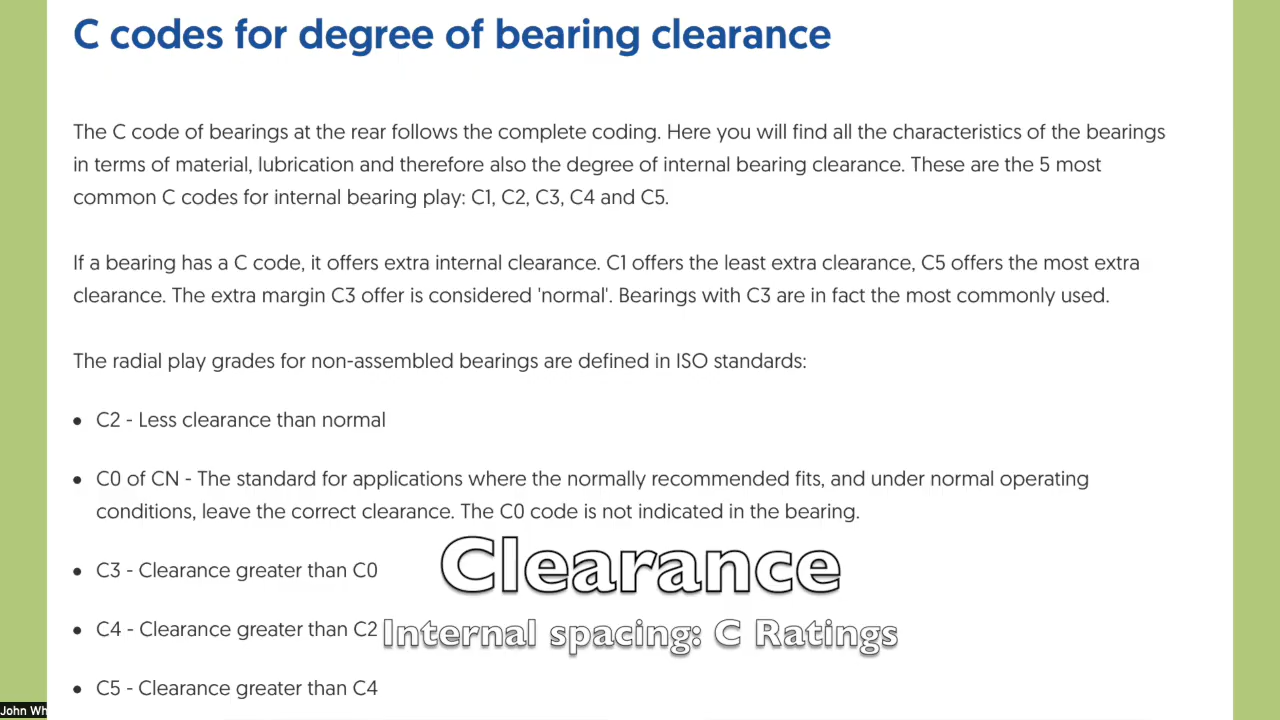 C codes for degree of bearing clearance
The C code of bearings at the rear follows the complete coding. Here you will find all the characteristics of the bearings
in terms of material, lubrication and therefore also the degree of internal bearing clearance. These are the 5 most
common C codes for internal bearing play: C1, C2, C3, C4 and C5.
If a bearing has a C code, it offers extra internal clearance. C1 offers the least extra clearance, C5 offers the most extra
clearance. The extra margin C3 offer is considered 'normal'. Bearings with C3 are in fact the most commonly used.
The radial play grades for non-assembled bearings are defined in ISO standards:
• C2 - Less clearance than normal
• C0 of CN - The standard for applications where the normally recommended fits, and under normal operating
conditions, leave the correct clearance. The C0 code is not indicated in the bearing.
• C3 - Clearance greater than C0
Clearance
• C4 - Clearance greater than C2
Internal spacing: C Ratings
• C5 - Clearance greater than C4
John Wh